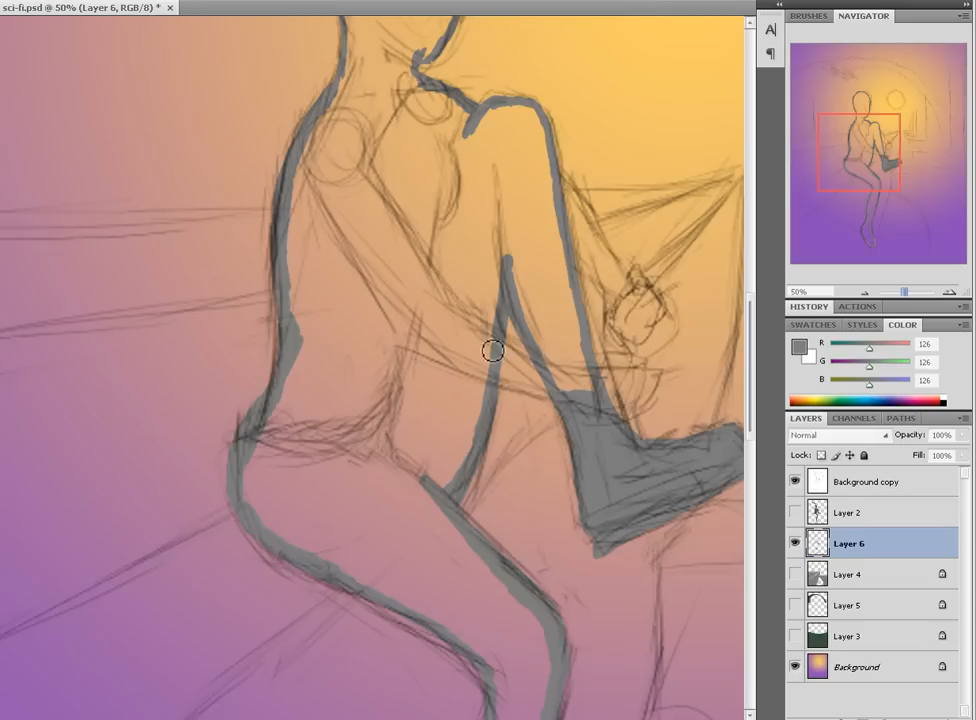 sci-fi.psd @ 50% (Layer 6, RGB/8) *
BRUSHES NAVIGATOR
A
50%
HISTORY ACTIONS
SWATCHES STYLES COLOR
R 126
G 126
B 126
LAYERS CHANNELS PATHS
Normal Opacity: 100%
Lock: Fill: 100%
Background copy
Layer 2
Layer 6
Layer 4
Layer 5
Layer 3
Background